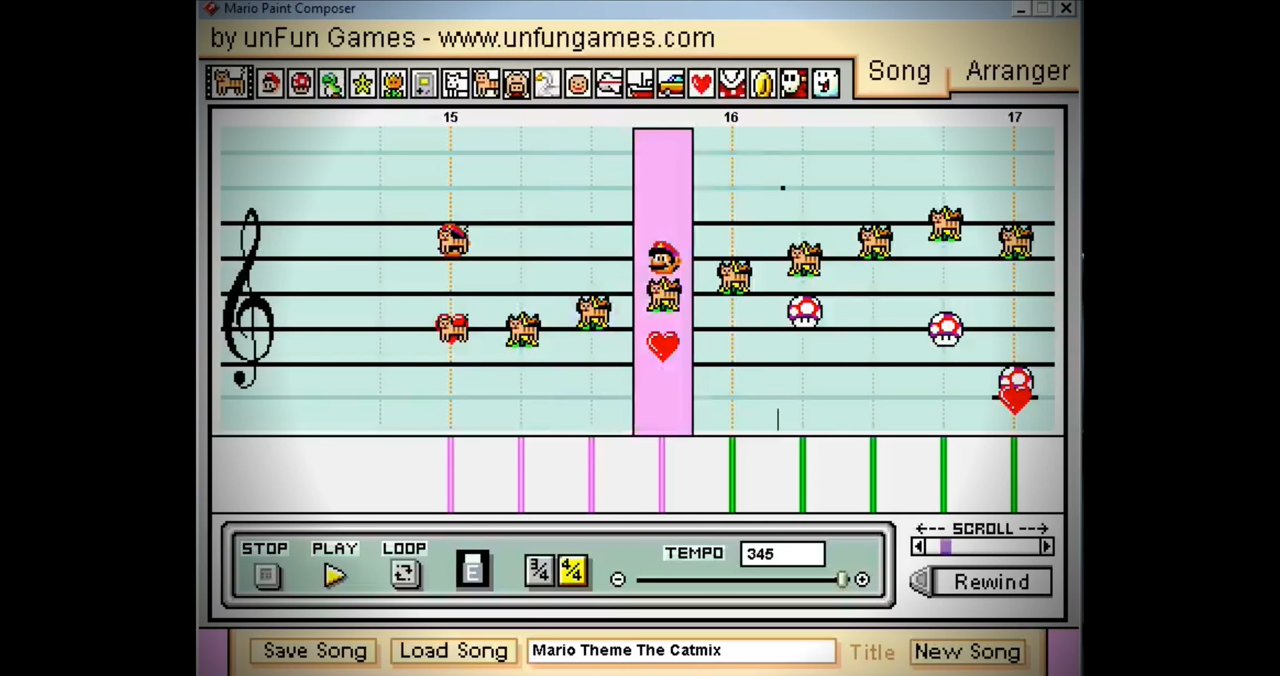 Mario Paint Composer
by unFun Games - www.unfungames.com
Song Arranger
15 16 17
STOP PLAY LOOP
E
3/4 4/4
TEMPO 345
<--- SCROLL --->
Rewind
Save Song Load Song Mario Theme The Catmix Title New Song